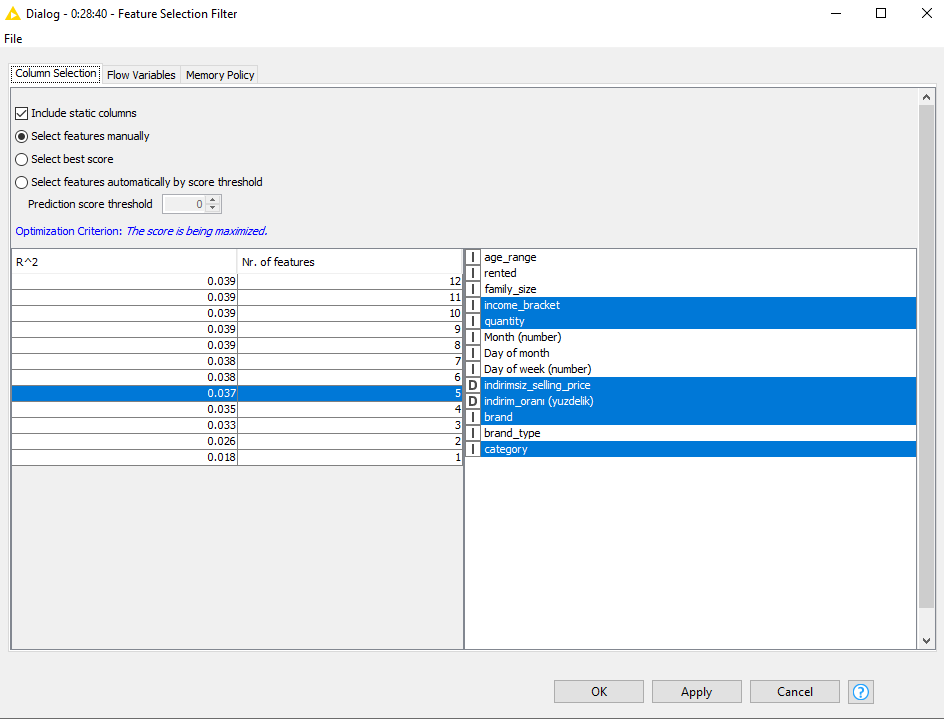 Dialog - 0:28:40 - Feature Selection Filter
File
Column Selection Flow Variables Memory Policy
Include static columns
Select features manually
Select best score
Select features automatically by score threshold
Prediction score threshold 0
Optimization Criterion: The score is being maximized.
R^2 Nr. of features
0.039 12
0.039 11
0.039 10
0.039 9
0.039 8
0.038 7
0.038 6
0.037 5
0.035 4
0.033 3
0.026 2
0.018 1
I age_range
I rented
I family_size
I income_bracket
I quantity
I Month (number)
I Day of month
I Day of week (number)
D indirimsiz_selling_price
D indirim_oranı (yuzdelik)
I brand
I brand_type
I category
OK Apply Cancel ?